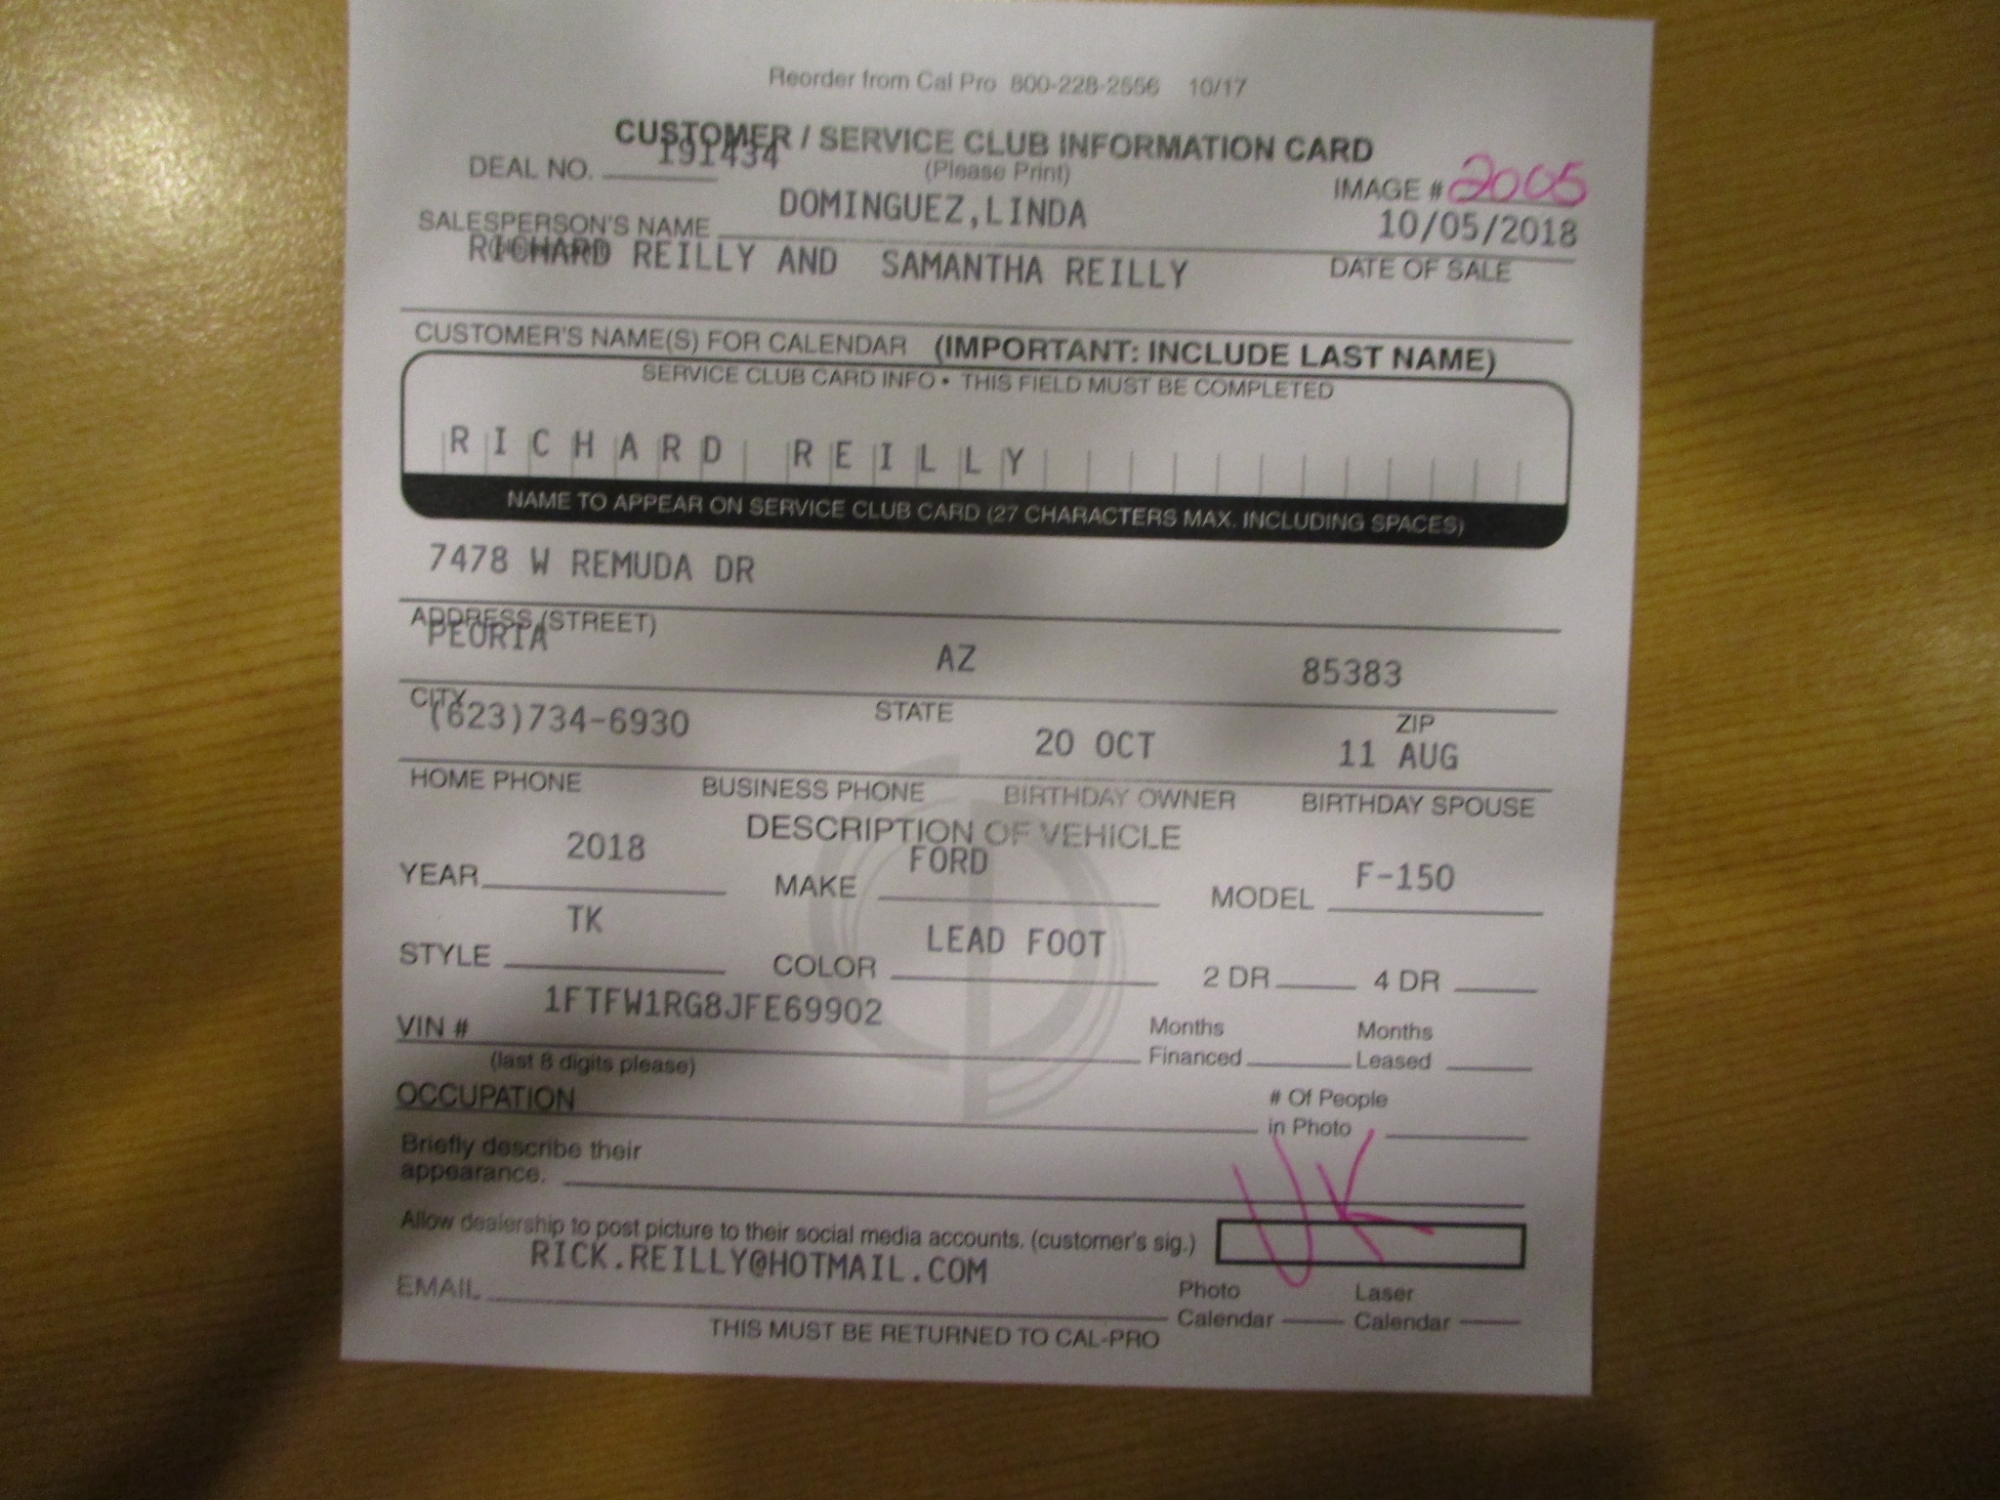 Reorder from Cal Pro 800-228-2556 10/17
CUSTOMER / SERVICE CLUB INFORMATION CARD
DEAL NO. 191434 (Please Print) IMAGE # 2005
SALESPERSON'S NAME DOMINGUEZ,LINDA 10/05/2018
RICHARD REILLY AND SAMANTHA REILLY DATE OF SALE
CUSTOMER'S NAME(S) FOR CALENDAR (IMPORTANT: INCLUDE LAST NAME)
SERVICE CLUB CARD INFO • THIS FIELD MUST BE COMPLETED
RICHARD REILLY
NAME TO APPEAR ON SERVICE CLUB CARD (27 CHARACTERS MAX. INCLUDING SPACES)
7478 W REMUDA DR
ADDRESS (STREET)
PEORIA AZ 85383
CITY STATE ZIP
(623)734-6930 20 OCT 11 AUG
HOME PHONE BUSINESS PHONE BIRTHDAY OWNER BIRTHDAY SPOUSE
DESCRIPTION OF VEHICLE
YEAR 2018 MAKE FORD MODEL F-150
STYLE TK COLOR LEAD FOOT 2 DR 4 DR
VIN # 1FTFW1RG8JFE69902 Months Financed Months Leased
(last 8 digits please)
OCCUPATION # Of People in Photo
Briefly describe their
appearance.
Allow dealership to post picture to their social media accounts. (customer's sig.)
EMAIL RICK.REILLY@HOTMAIL.COM Photo Calendar Laser Calendar
THIS MUST BE RETURNED TO CAL-PRO